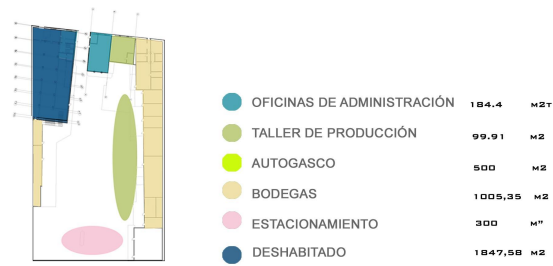 OFICINAS DE ADMINISTRACIÓN 184.4 M2T
TALLER DE PRODUCCIÓN 99.91 M2
AUTOGASCO 500 M2
BODEGAS 1005,35 M2
ESTACIONAMIENTO 300 M"
DESHABITADO 1847,58 M2